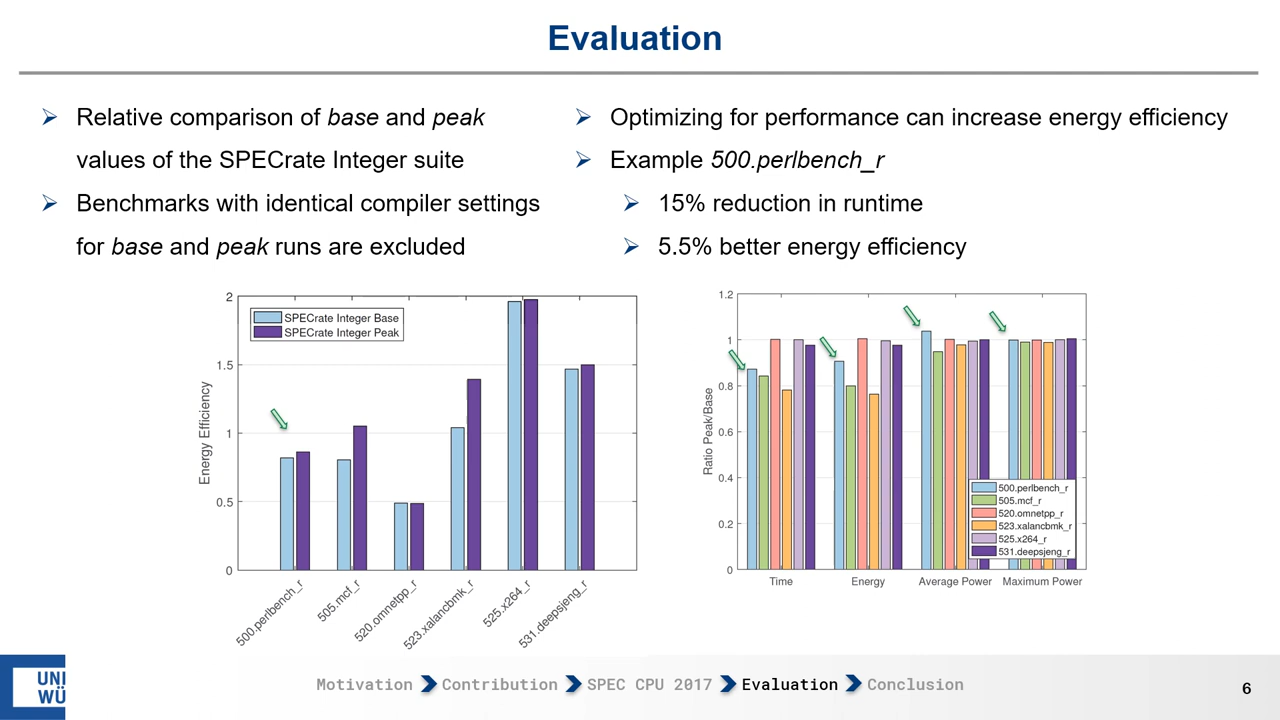 Evaluation
Relative comparison of base and peak
values of the SPECrate Integer suite
Benchmarks with identical compiler settings
for base and peak runs are excluded
Optimizing for performance can increase energy efficiency
Example 500.perlbench_r
15% reduction in runtime
5.5% better energy efficiency
2
1.5
1
0.5
0
Energy Efficiency
SPECrate Integer Base
SPECrate Integer Peak
500.perlbench_r
505.mcf_r
520.omnetpp_r
523.xalancbmk_r
525.x264_r
531.deepsjeng_r
1.2
1
0.8
0.6
0.4
0.2
0
Ratio Peak/Base
500.perlbench_r
505.mcf_r
520.omnetpp_r
523.xalancbmk_r
525.x264_r
531.deepsjeng_r
Time Energy Average Power Maximum Power
UNI
WÜ
Motivation Contribution SPEC CPU 2017 Evaluation Conclusion
6